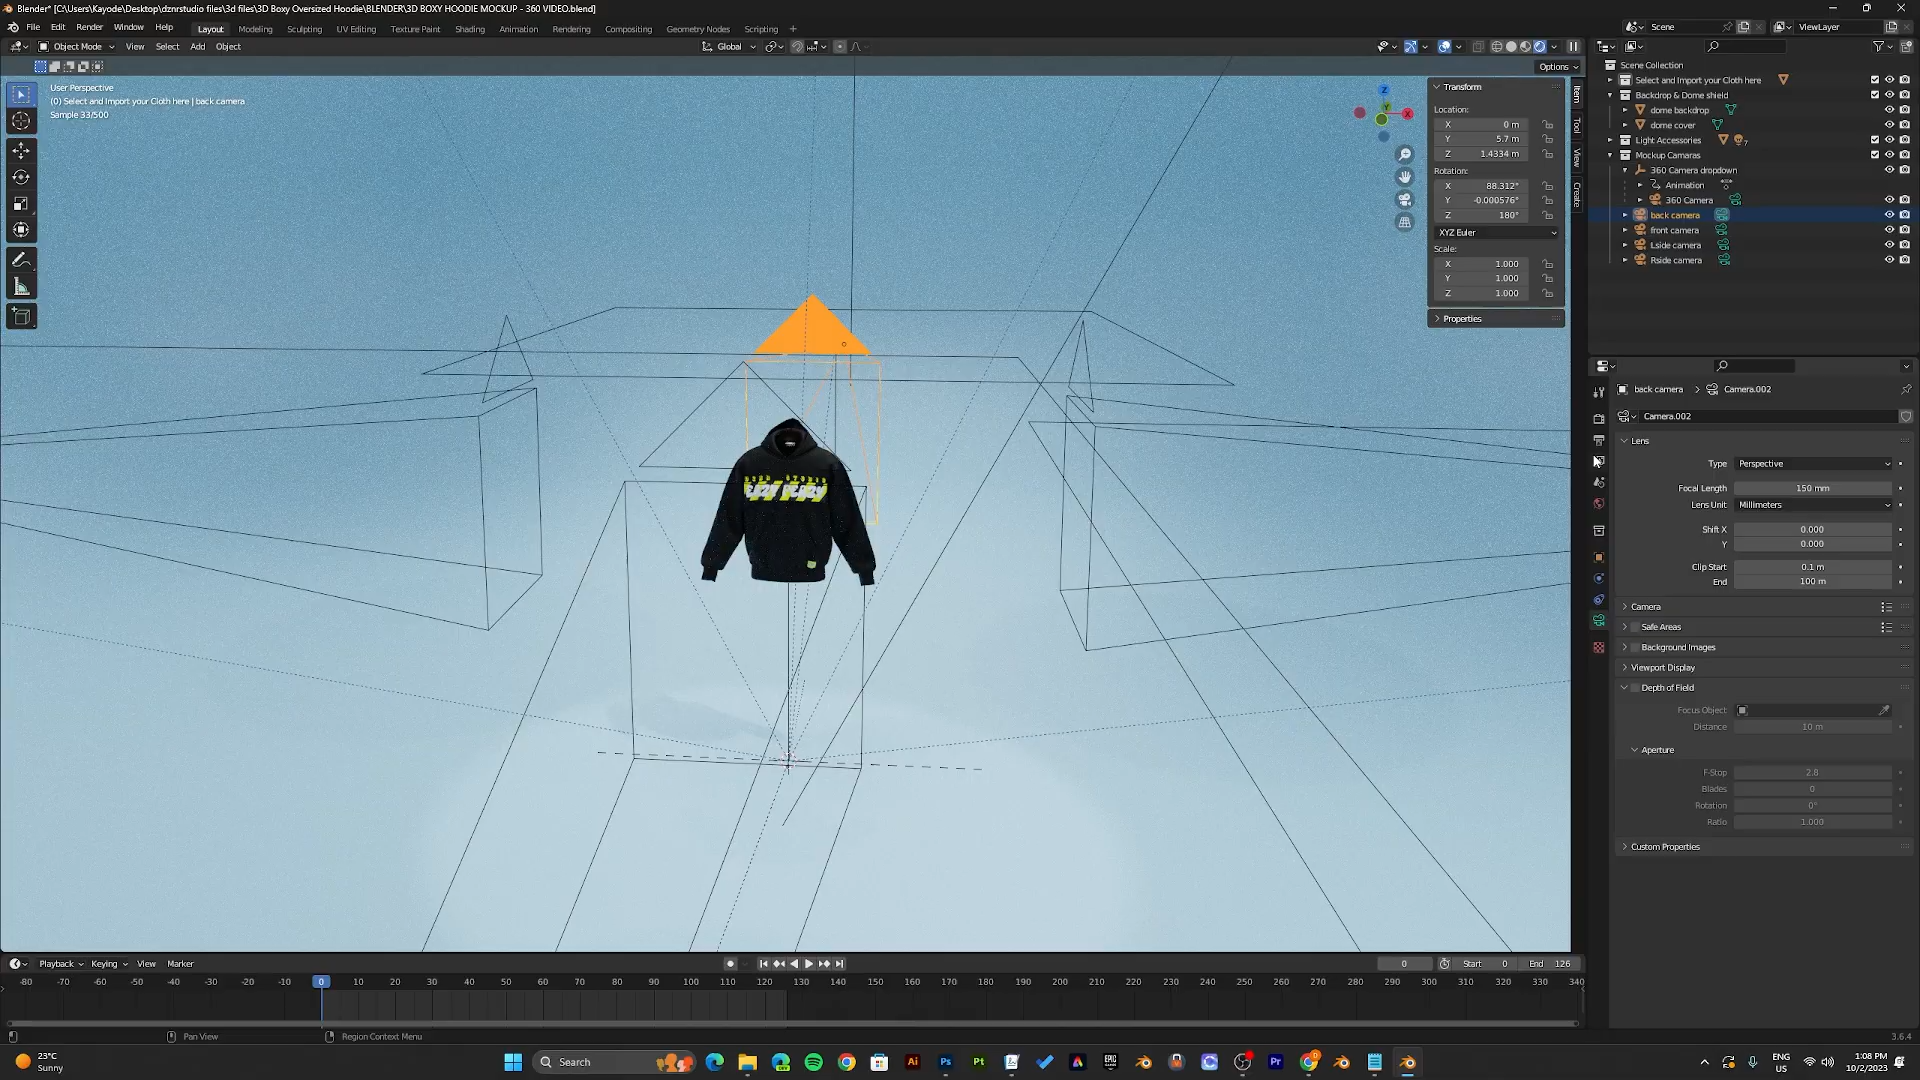 Blender* [C:\Users\Kayode\Desktop\dznrstudio files\3d files\3D Boxy Oversized Hoodie\BLENDER\3D BOXY HOODIE MOCKUP - 360 VIDEO.blend]
File Edit Render Window Help
Layout Modeling Sculpting UV Editing Texture Paint Shading Animation Rendering Compositing Geometry Nodes Scripting +
Scene
ViewLayer
Object Mode View Select Add Object
Global
Options
User Perspective
(0) Select and Import your Cloth here | back camera
Sample 33/500
Z
Y
X
Transform
Location:
X 0 m
Y 5.7 m
Z 1.4334 m
Rotation:
X 88.312°
Y -0.000576°
Z 180°
XYZ Euler
Scale:
X 1.000
Y 1.000
Z 1.000
Properties
Item
Tool
View
Create
Scene Collection
Select and Import your Cloth here
Backdrop & Dome shield
dome backdrop
dome cover
Light Accessories 7
Mockup Camaras
360 Camera dropdown
Animation
360 Camera
back camera
front camera
Lside camera
Rside camera
back camera > Camera.002
Camera.002
Lens
Type Perspective
Focal Length 150 mm
Lens Unit Millimeters
Shift X 0.000
Y 0.000
Clip Start 0.1 m
End 100 m
Camera
Safe Areas
Background Images
Viewport Display
Depth of Field
Focus Object
Distance 10 m
Aperture
F-Stop 2.8
Blades 0
Rotation 0°
Ratio 1.000
Custom Properties
Playback Keying View Marker
0 Start 0 End 126
-80 -70 -60 -50 -40 -30 -20 -10 0 10 20 30 40 50 60 70 80 90 100 110 120 130 140 150 160 170 180 190 200 210 220 230 240 250 260 270 280 290 300 310 320 330 340
Pan View Region Context Menu
3.6.4
23°C
Sunny
Search
Ai
Ps
Pt
Pr
ENG
US
1:08 PM
10/2/2023